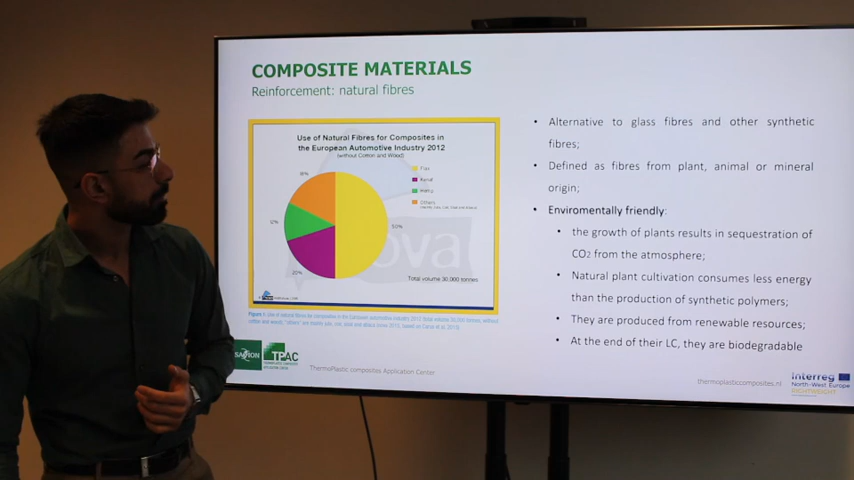 COMPOSITE MATERIALS
Reinforcement: natural fibres
Use of Natural Fibres for Composites in
the European Automotive Industry 2012
(without Cotton and Wood)
Flax
Kenaf
Hemp
Others
50%
20%
nova
Total volume 30,000 tonnes
• Alternative to glass fibres and other synthetic
fibres;
• Defined as fibres from plant, animal or mineral
origin;
• Enviromentally friendly:
• the growth of plants results in sequestration of
CO2 from the atmosphere;
• Natural plant cultivation consumes less energy
than the production of synthetic polymers;
• They are produced from renewable resources;
• At the end of their LC, they are biodegradable
SAXION
TPAC
ThermoPlastic composites Application Center
thermoplasticcomposites.nl
Interreg
North-West Europe